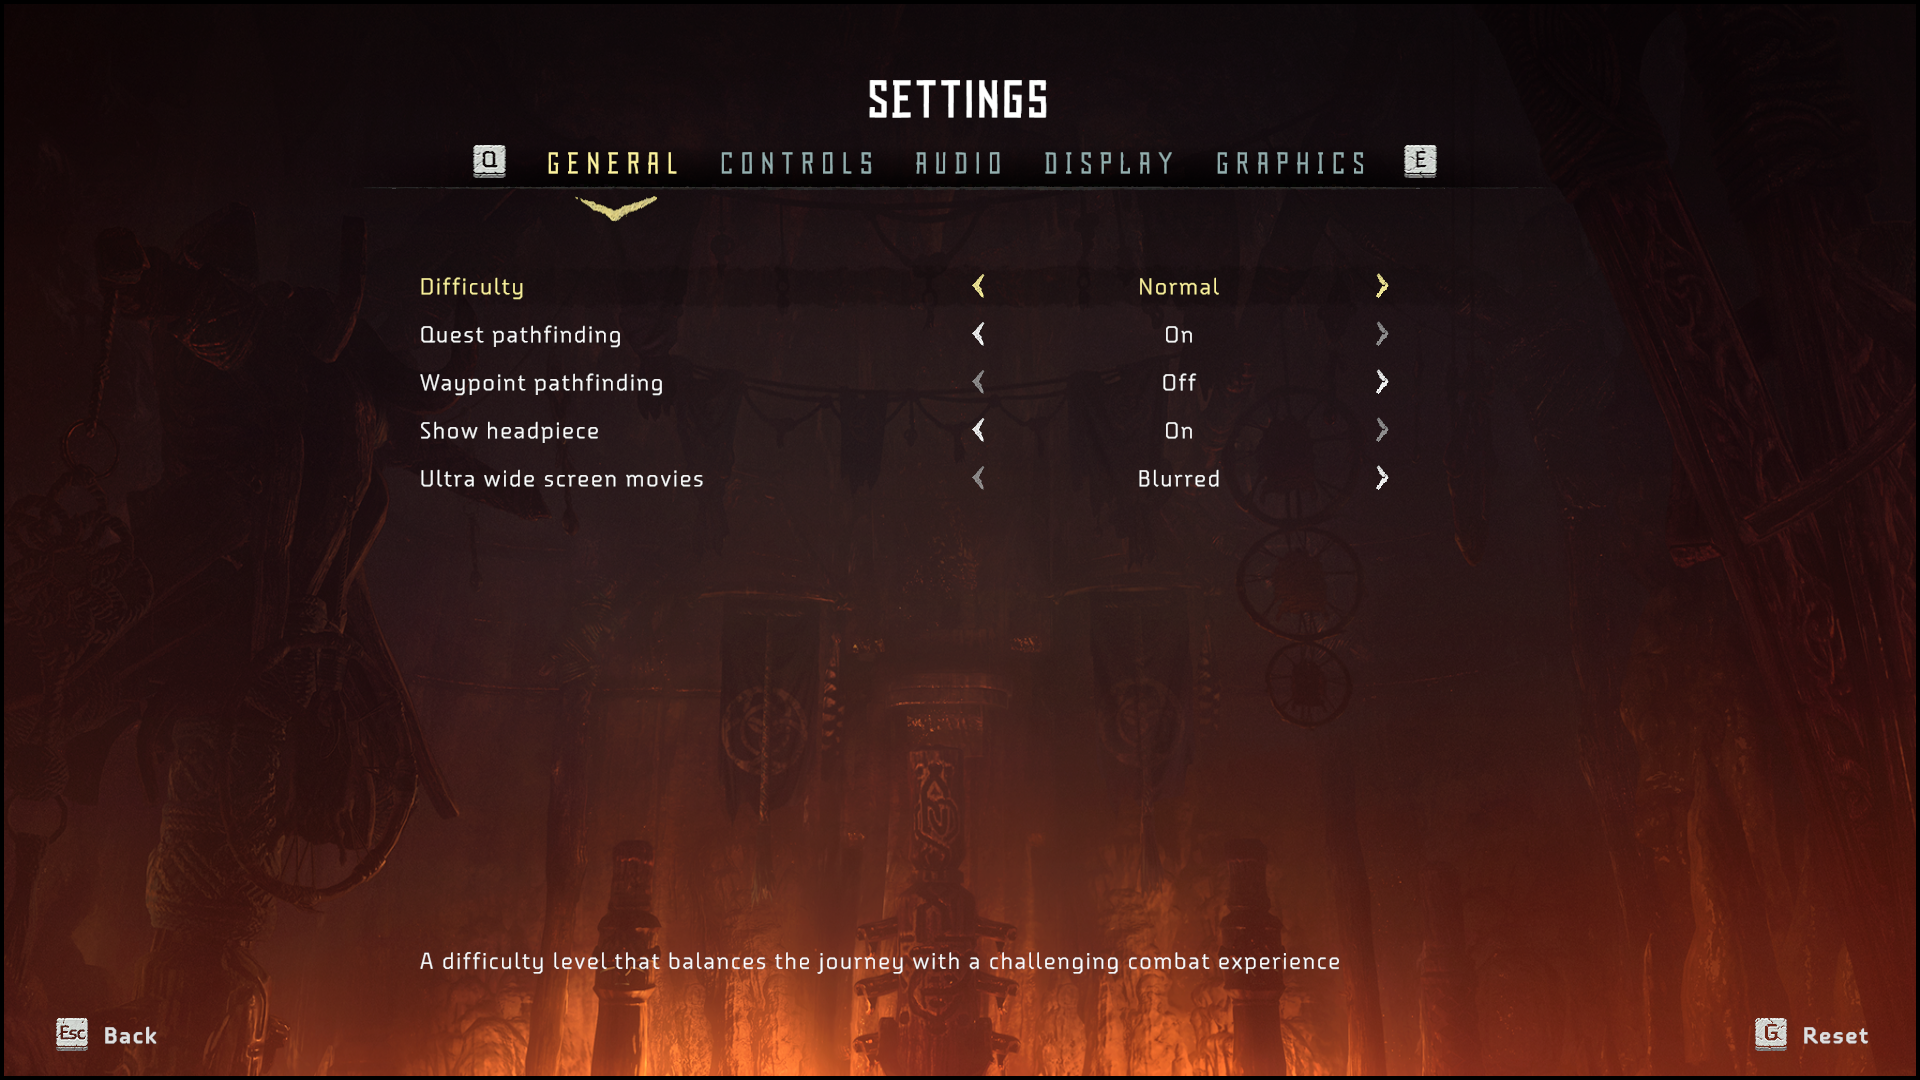 SETTINGS
Q GENERAL CONTROLS AUDIO DISPLAY GRAPHICS E
Difficulty Normal
Quest pathfinding On
Waypoint pathfinding Off
Show headpiece On
Ultra wide screen movies Blurred
A difficulty level that balances the journey with a challenging combat experience
Esc Back G Reset